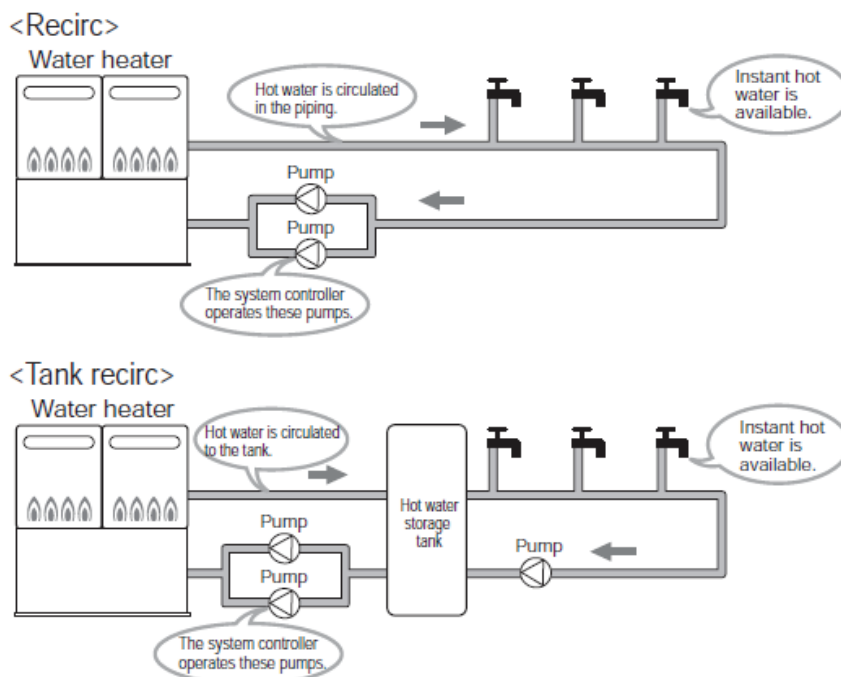 <Recirc>
Water heater
Hot water is circulated
in the piping.
Instant hot
water is
available.
Pump
Pump
The system controller
operates these pumps.
<Tank recirc>
Water heater
Hot water is circulated
to the tank.
Instant hot
water is
available.
Hot water
storage
tank
Pump
Pump
Pump
The system controller
operates these pumps.